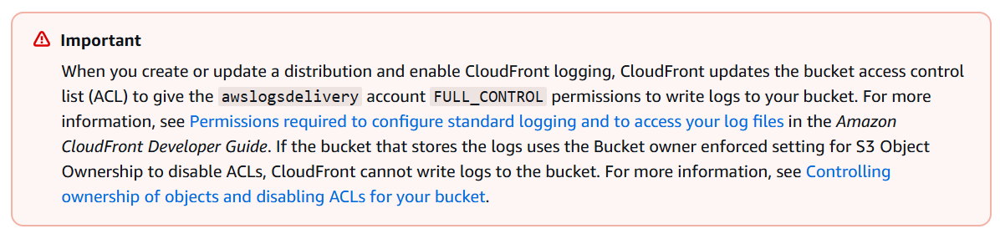 Important
When you create or update a distribution and enable CloudFront logging, CloudFront updates the bucket access control
list (ACL) to give the awslogsdelivery account FULL_CONTROL permissions to write logs to your bucket. For more
information, see Permissions required to configure standard logging and to access your log files in the Amazon
CloudFront Developer Guide. If the bucket that stores the logs uses the Bucket owner enforced setting for S3 Object
Ownership to disable ACLs, CloudFront cannot write logs to the bucket. For more information, see Controlling
ownership of objects and disabling ACLs for your bucket.